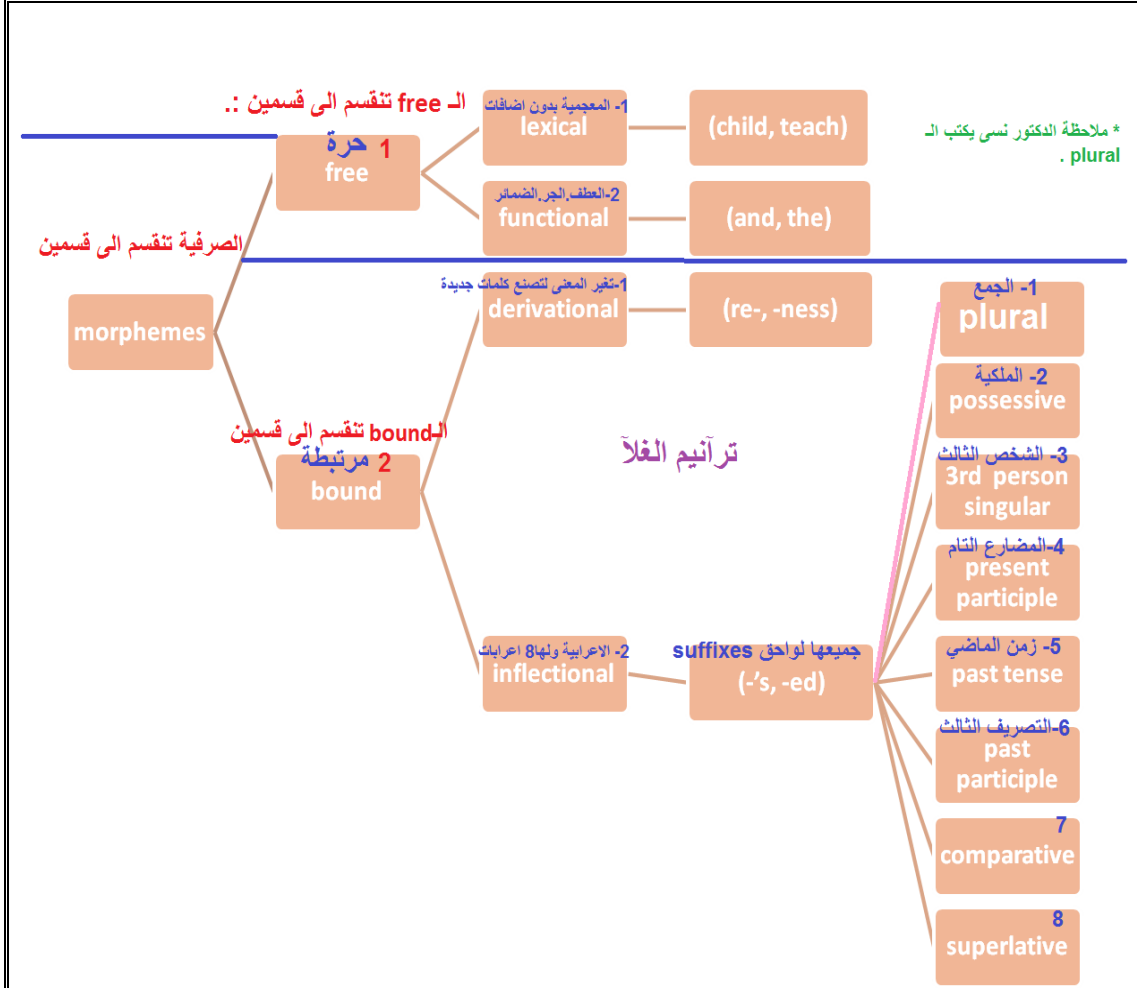 الـ free تنقسم الى قسمين :.
1- المعجمية بدون اضافات
lexical
(child, teach)
* ملاحظة الدكتور نسى يكتب الـ
plural .
1 حرة
free
2-العطف.الجر.الضمائر
functional
(and, the)
الصرفية تنقسم الى قسمين
morphemes
1-تغير المعنى لتصنع كلمات جديدة
derivational
(re-, -ness)
1- الجمع
plural
2- الملكية
possessive
الـbound تنقسم الى قسمين
2 مرتبطة
bound
ترآنيم الغلآ
3- الشخص الثالث
3rd person
singular
4-المضارع التام
present
participle
2- الاعرابية ولها8 اعرابات
inflectional
جميعها لواحق suffixes
(-’s, -ed)
5- زمن الماضي
past tense
6-التصريف الثالث
past
participle
7
comparative
8
superlative